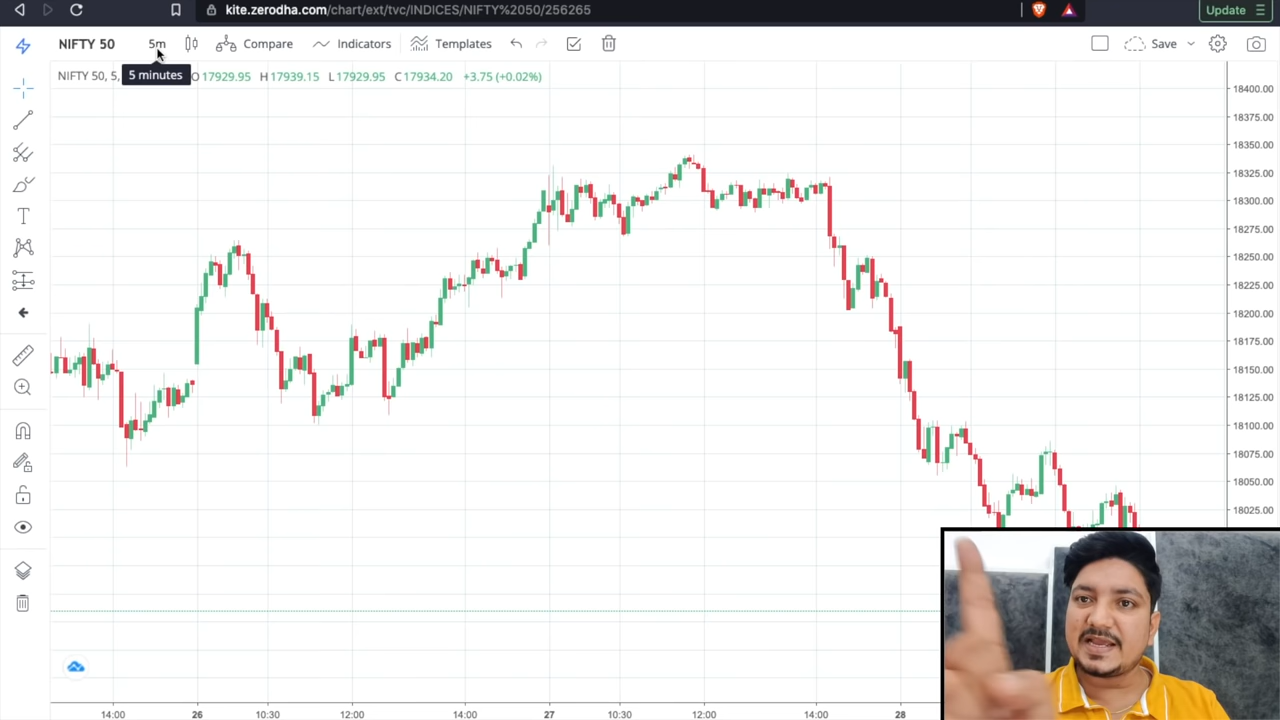 kite.zerodha.com/chart/ext/tvc/INDICES/NIFTY%2050/256265
Update
NIFTY 50
5m
Compare
Indicators
Templates
Save
NIFTY 50, 5,
5 minutes
O 17929.95 H 17939.15 L 17929.95 C 17934.20 +3.75 (+0.02%)
18400.00
18375.00
18350.00
18325.00
18300.00
18275.00
18250.00
18225.00
18200.00
18175.00
18150.00
18125.00
18100.00
18075.00
18050.00
18025.00
14:00 26 10:30 12:00 14:00 27 10:30 12:00 14:00 28